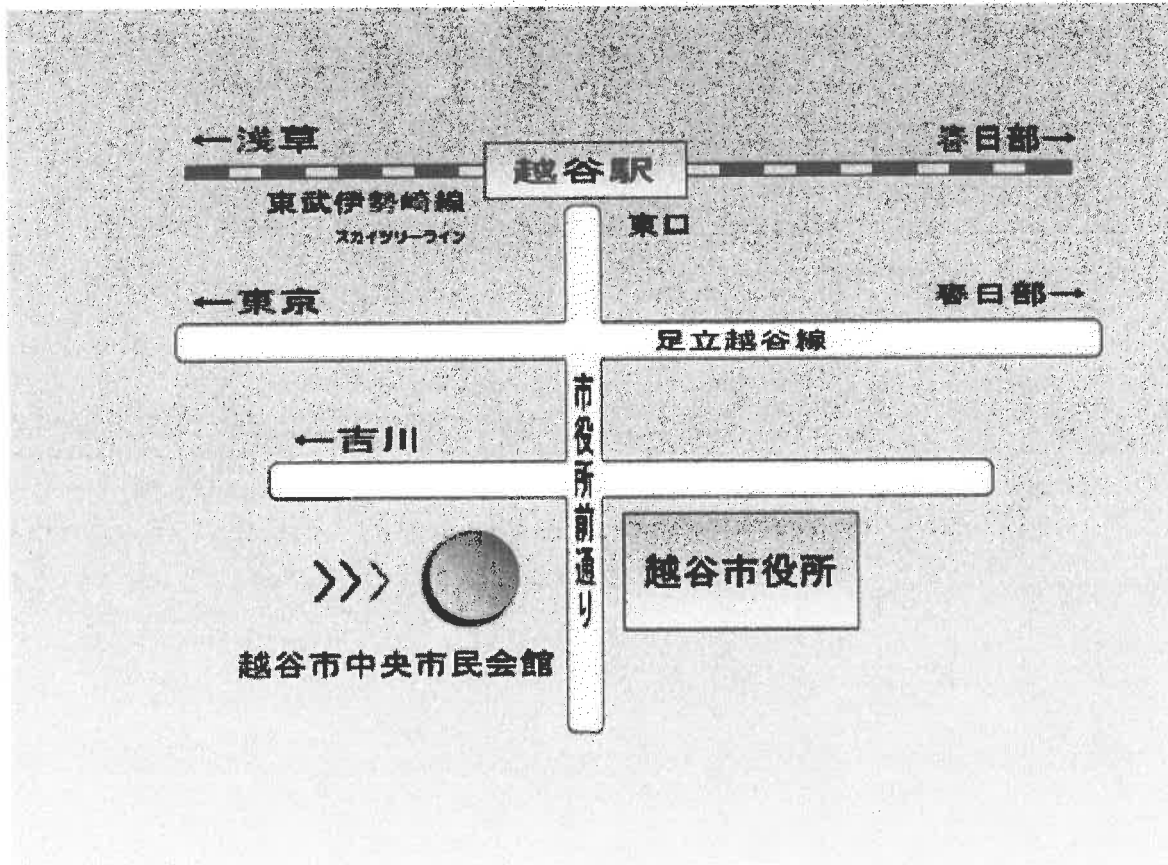 ←浅草
春日部→
越谷駅
東武伊勢崎線
スカイツリーライン
東口
←東京
春日部→
足立越谷線
市役所前通り
←吉川
越谷市役所
越谷市中央市民会館